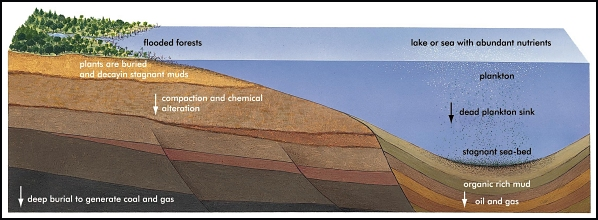 flooded forests
lake or sea with abundant nutrients
plants are buried
and decayin stagnant muds
plankton
compaction and chemical
alteration
dead plankton sink
stagnant sea-bed
organic rich mud
deep burial to generate coal and gas
oil and gas